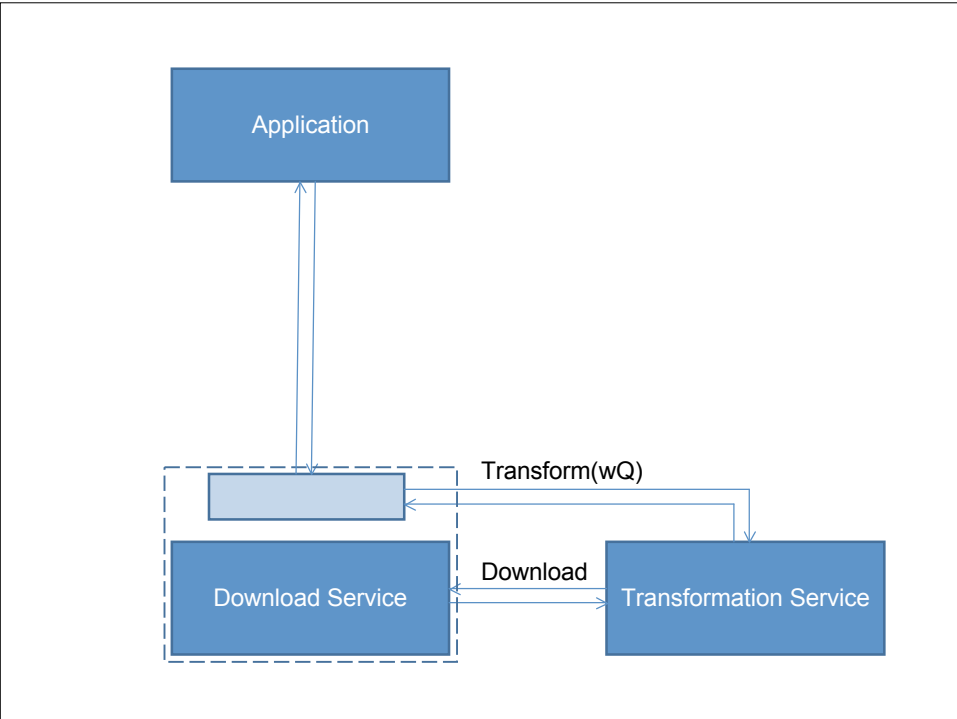 Application
Transform(wQ)
Download
Download Service
Transformation Service